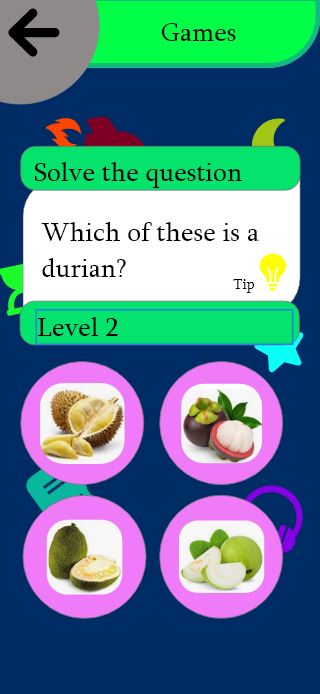 Games
Solve the question
Which of these is a
durian?
Tip
Level 2